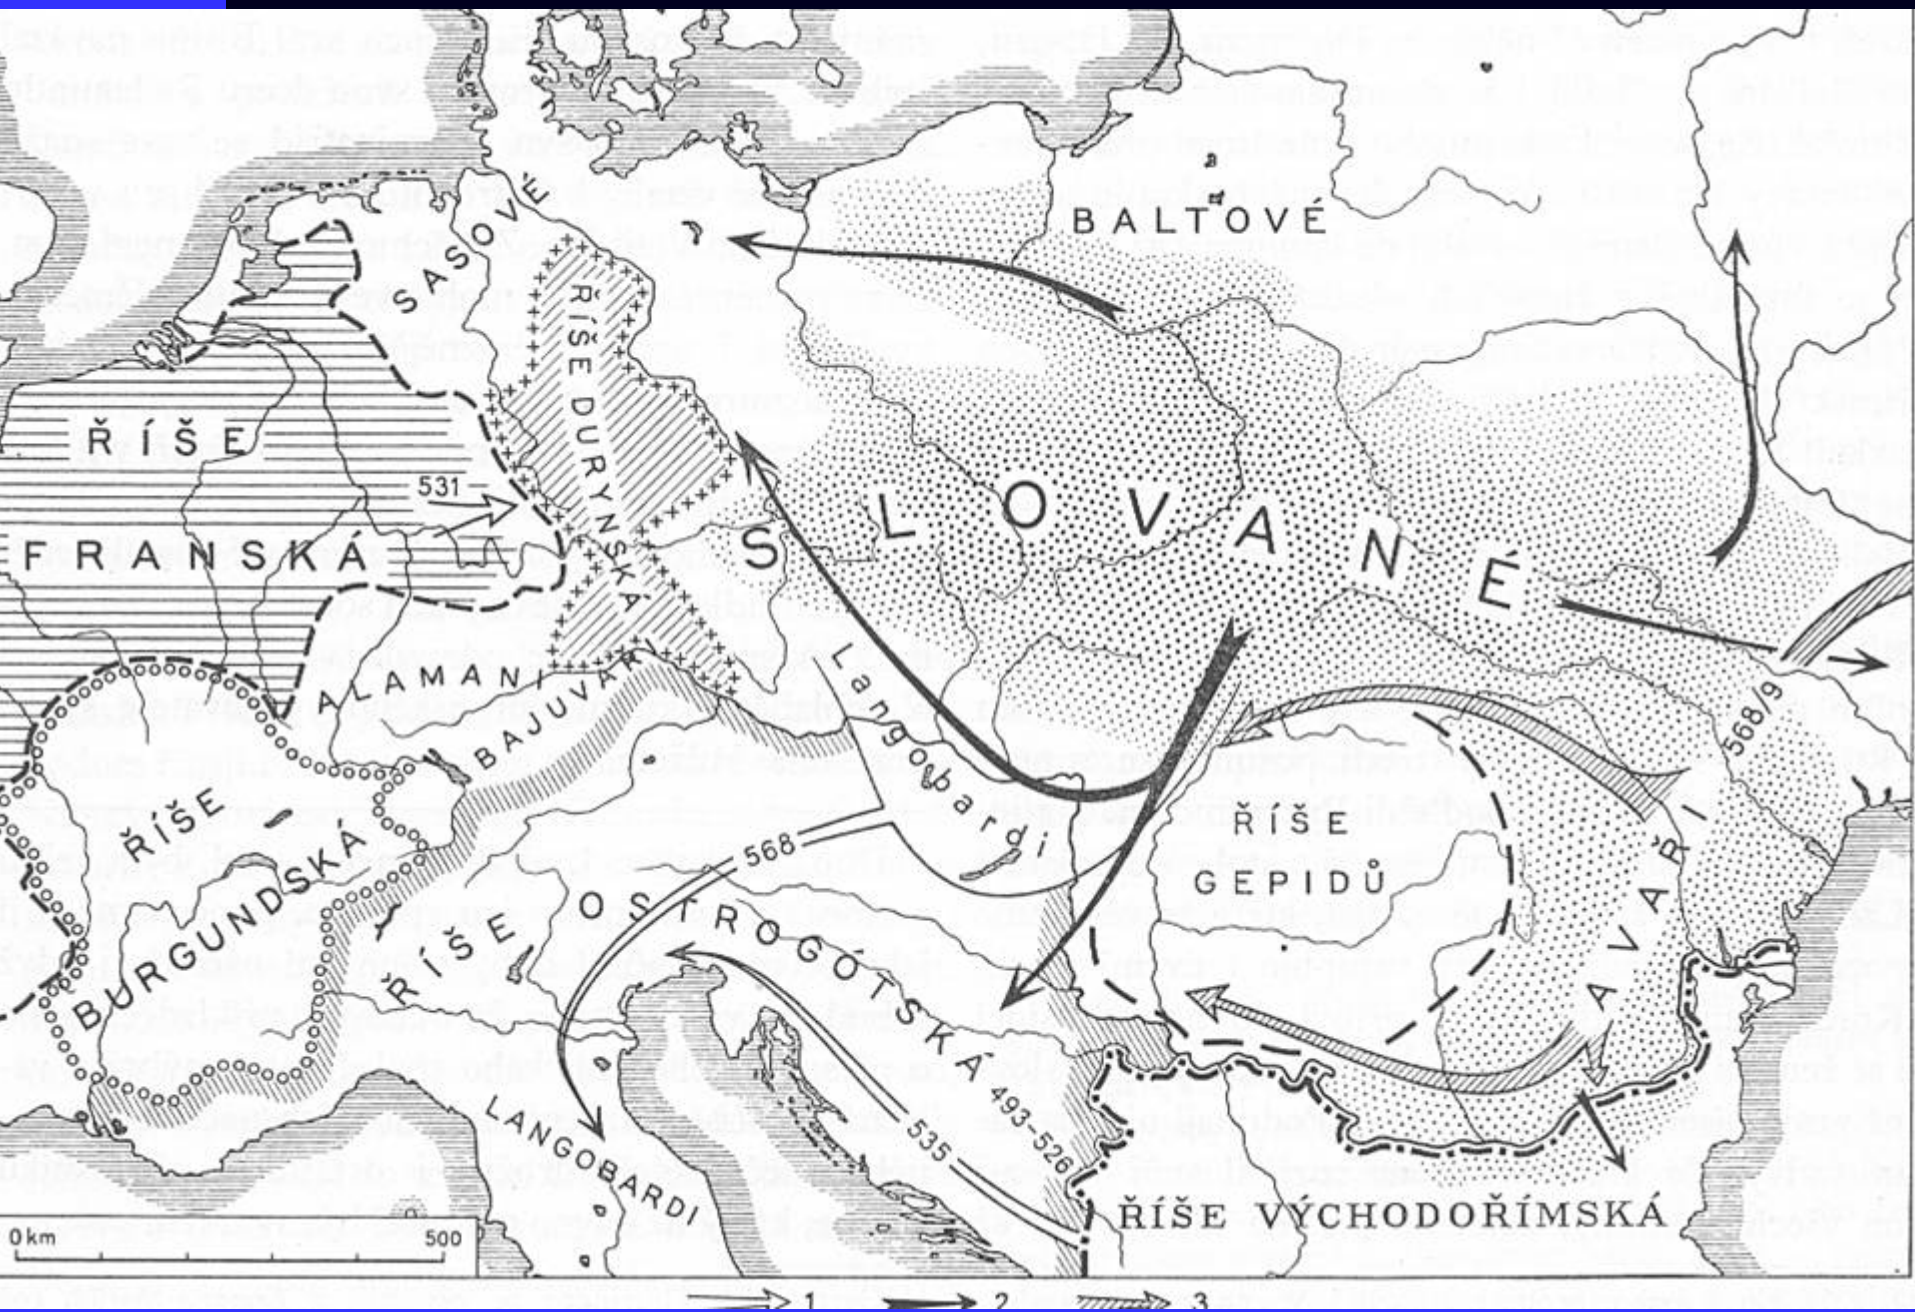 BALTOVÉ
SASOVÉ
ŘÍŠE DURYNSKÁ
ŘÍŠE
FRANSKÁ
531
SLOVANÉ
ALAMANI
BAJUVAŘI
Langobardi
568/9
ŘÍŠE
BURGUNDSKÁ
568
ŘÍŠE
GEPIDŮ
AVAŘI
ŘÍŠE
OSTROGÓTSKÁ
493-526
535
LANGOBARDI
ŘÍŠE VÝCHODOŘÍMSKÁ
0 km 500
1 2 3